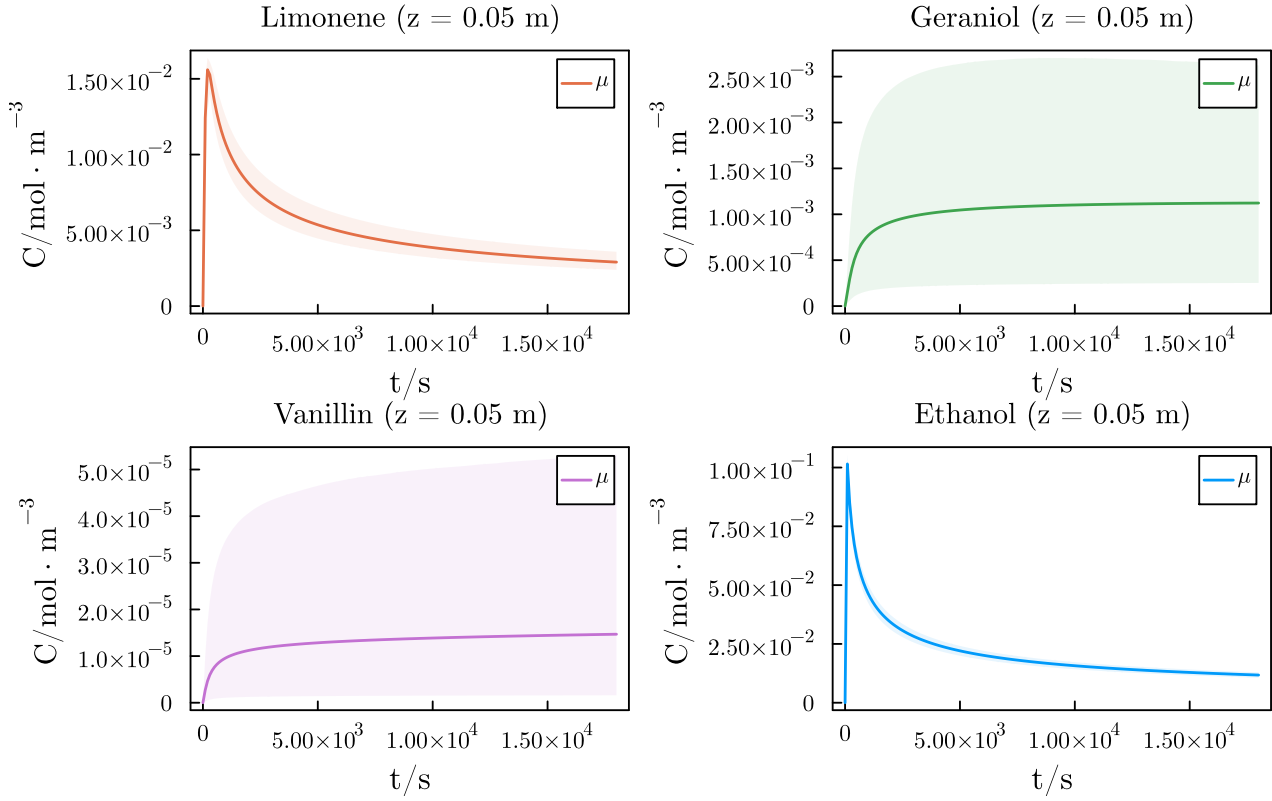 Limonene (z = 0.05 m)
C/mol · m⁻³
1.50×10⁻²
1.00×10⁻²
5.00×10⁻³
0
μ
0 5.00×10³ 1.00×10⁴ 1.50×10⁴
t/s
Geraniol (z = 0.05 m)
C/mol · m⁻³
2.50×10⁻³
2.00×10⁻³
1.50×10⁻³
1.00×10⁻³
5.00×10⁻⁴
0
μ
0 5.00×10³ 1.00×10⁴ 1.50×10⁴
t/s
Vanillin (z = 0.05 m)
C/mol · m⁻³
5.0×10⁻⁵
4.0×10⁻⁵
3.0×10⁻⁵
2.0×10⁻⁵
1.0×10⁻⁵
0
μ
0 5.00×10³ 1.00×10⁴ 1.50×10⁴
t/s
Ethanol (z = 0.05 m)
C/mol · m⁻³
1.00×10⁻¹
7.50×10⁻²
5.00×10⁻²
2.50×10⁻²
0
μ
0 5.00×10³ 1.00×10⁴ 1.50×10⁴
t/s